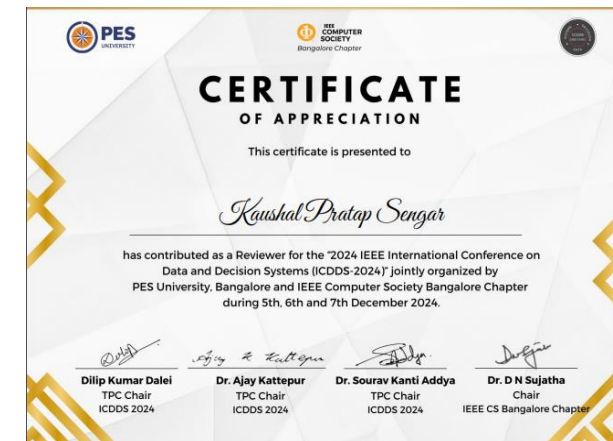 PES
UNIVERSITY
IEEE
COMPUTER
SOCIETY
Bangalore Chapter
CERTIFICATE
OF APPRECIATION
This certificate is presented to
Kaushal Pratap Sengar
has contributed as a Reviewer for the "2024 IEEE International Conference on
Data and Decision Systems (ICDDS-2024)" jointly organized by
PES University, Bangalore and IEEE Computer Society Bangalore Chapter
during 5th, 6th and 7th December 2024.
Ajay K Kattepur
Dilip Kumar Dalei
TPC Chair
ICDDS 2024
Dr. Ajay Kattepur
TPC Chair
ICDDS 2024
Dr. Sourav Kanti Addya
TPC Chair
ICDDS 2024
Dr. D N Sujatha
Chair
IEEE CS Bangalore Chapter